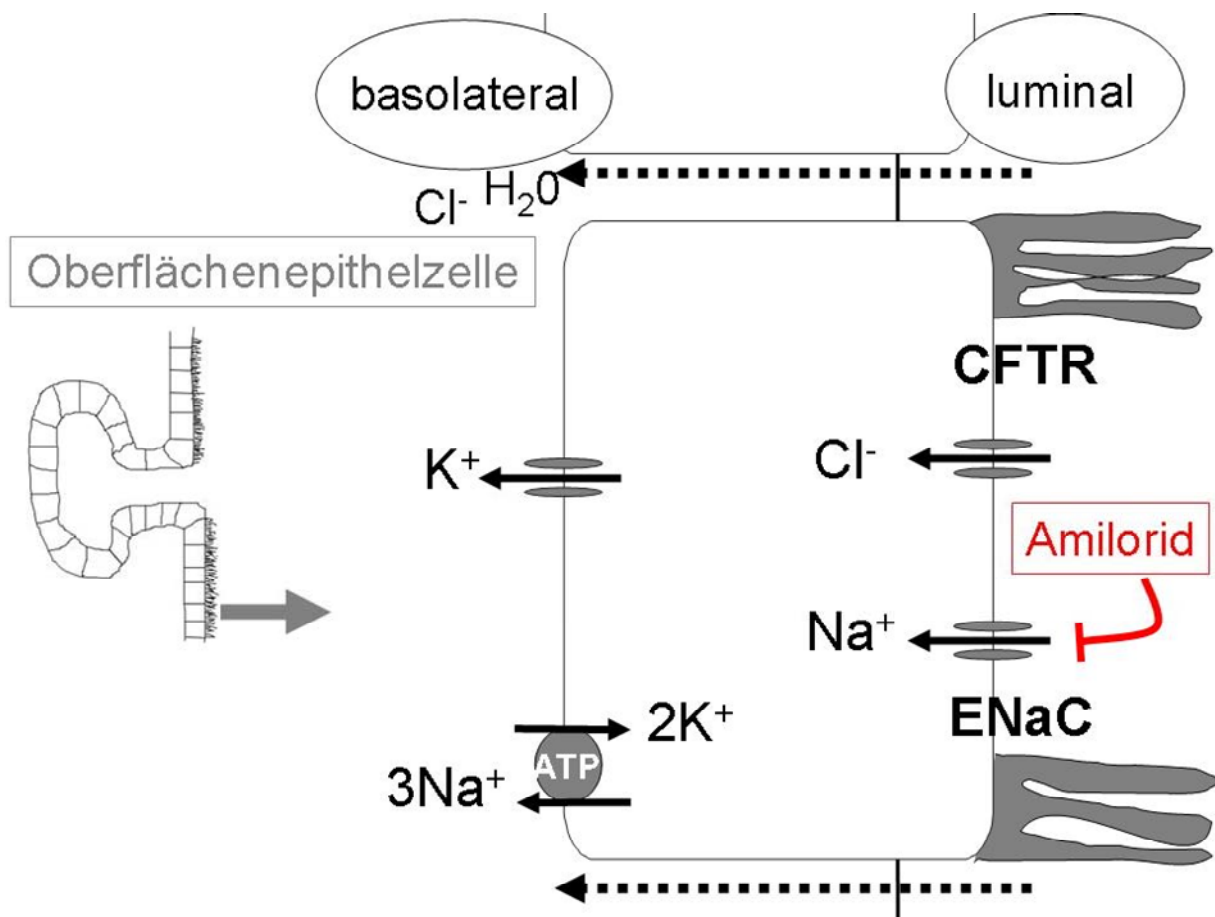 basolateral
luminal
Cl⁻ H₂0
Oberflächenepithelzelle
CFTR
K⁺
Cl⁻
Amilorid
Na⁺
ENaC
2K⁺
ATP
3Na⁺